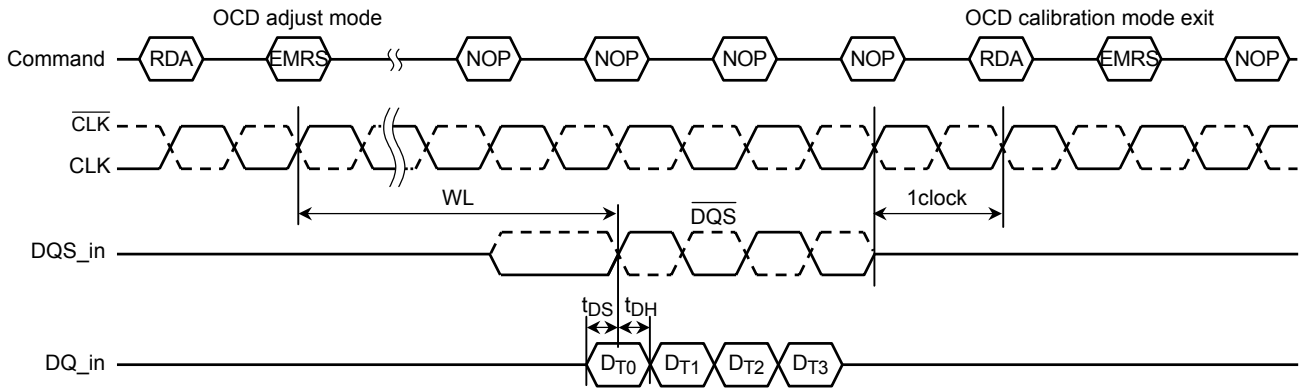 OCD adjust mode OCD calibration mode exit
Command RDA EMRS NOP NOP NOP NOP RDA EMRS NOP
CLK
CLK
WL DQS 1clock
DQS_in
tDS tDH
DQ_in DT0 DT1 DT2 DT3